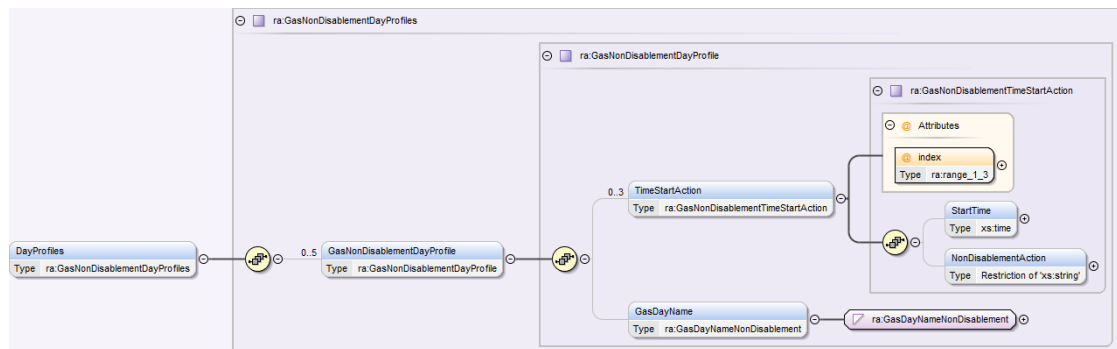 ra:GasNonDisablementDayProfiles
ra:GasNonDisablementDayProfile
ra:GasNonDisablementTimeStartAction
@ Attributes
@ index
Type ra:range_1_3
0..3 TimeStartAction
Type ra:GasNonDisablementTimeStartAction
StartTime
Type xs:time
DayProfiles
Type ra:GasNonDisablementDayProfiles
0..5 GasNonDisablementDayProfile
Type ra:GasNonDisablementDayProfile
NonDisablementAction
Type Restriction of 'xs:string'
GasDayName
Type ra:GasDayNameNonDisablement
ra:GasDayNameNonDisablement